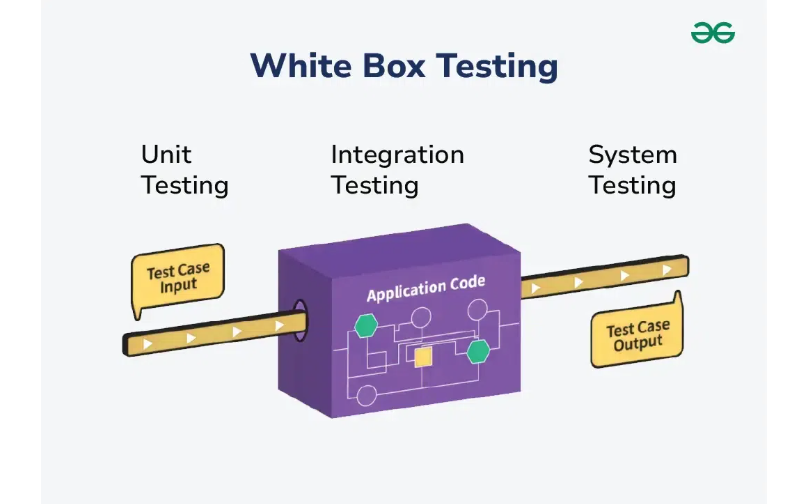 White Box Testing
Unit
Testing
Integration
Testing
System
Testing
Test Case
Input
Application Code
Test Case
Output